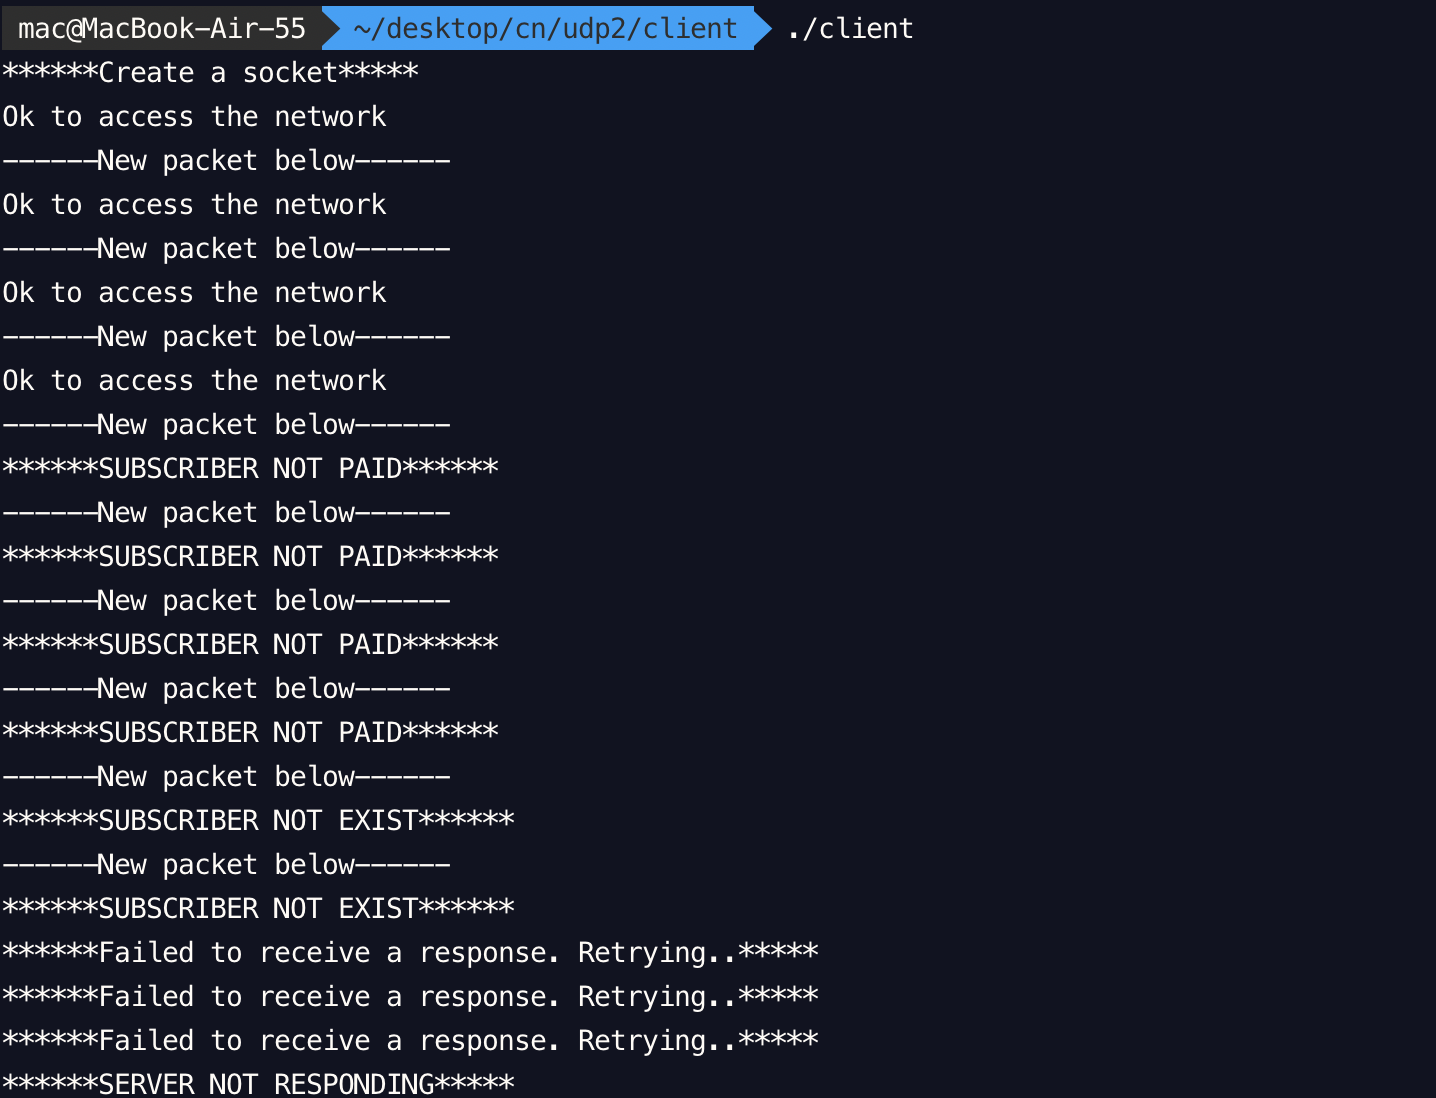 mac@MacBook-Air-55 ~/desktop/cn/udp2/client ./client
******Create a socket*****
Ok to access the network
------New packet below------
Ok to access the network
------New packet below------
Ok to access the network
------New packet below------
Ok to access the network
------New packet below------
******SUBSCRIBER NOT PAID******
------New packet below------
******SUBSCRIBER NOT PAID******
------New packet below------
******SUBSCRIBER NOT PAID******
------New packet below------
******SUBSCRIBER NOT PAID******
------New packet below------
******SUBSCRIBER NOT EXIST******
------New packet below------
******SUBSCRIBER NOT EXIST******
******Failed to receive a response. Retrying..*****
******Failed to receive a response. Retrying..*****
******Failed to receive a response. Retrying..*****
******SERVER NOT RESPONDING*****